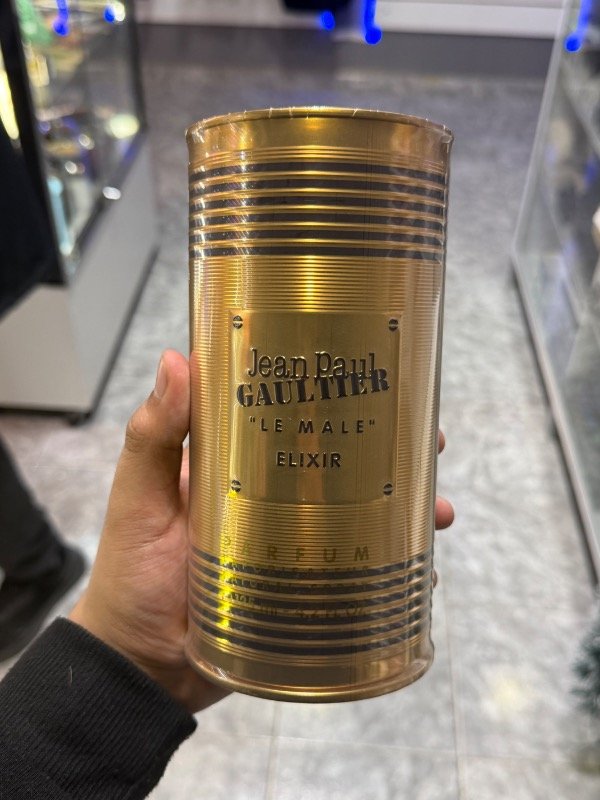 Jean Paul
GAULTIER
"LE MALE"
ELIXIR
PARFUM